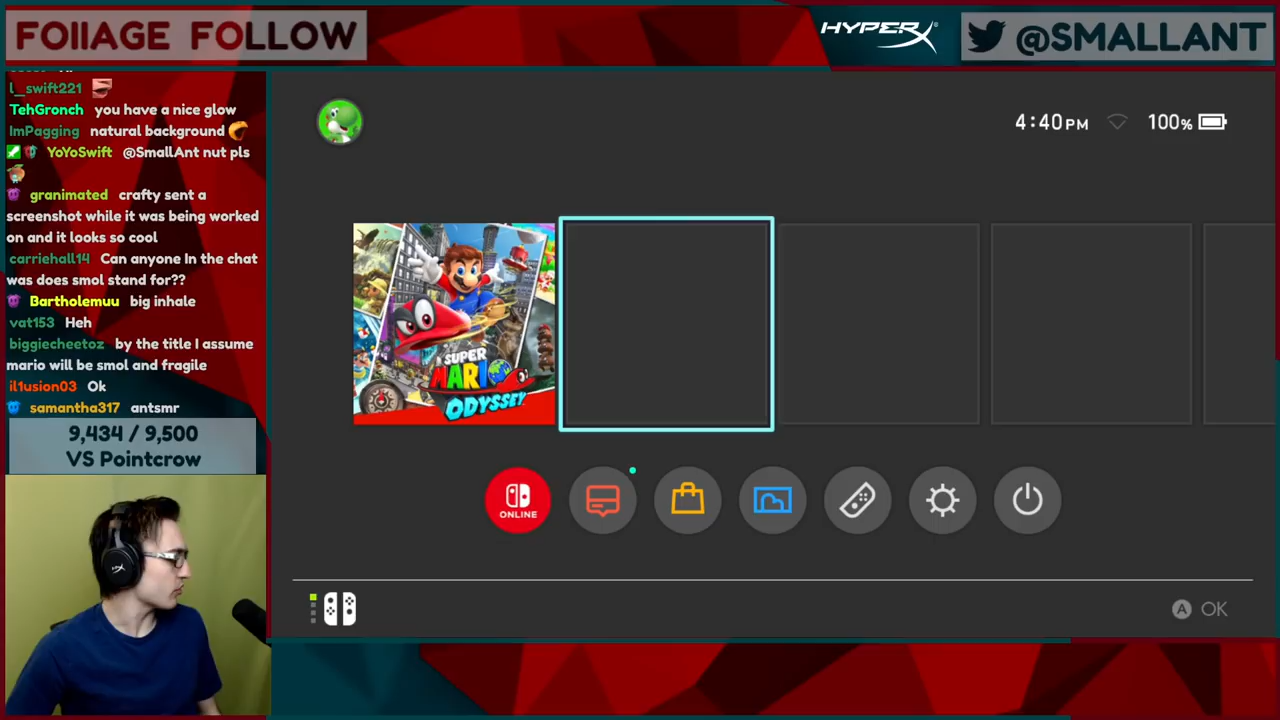 FOllAGE FOLLOW
HYPERX
@SMALLANT
l_swift221
TehGronch you have a nice glow
ImPagging natural background
YoYoSwift @SmallAnt nut pls
granimated crafty sent a
screenshot while it was being worked
on and it looks so cool
carriehall14 Can anyone In the chat
was does smol stand for??
Bartholemuu big inhale
vat153 Heh
biggiecheetoz by the title I assume
mario will be smol and fragile
il1usion03 Ok
samantha317 antsmr
9,434 / 9,500
VS Pointcrow
4:40PM
100%
SUPER
MARIO
ODYSSEY
ONLINE
A OK